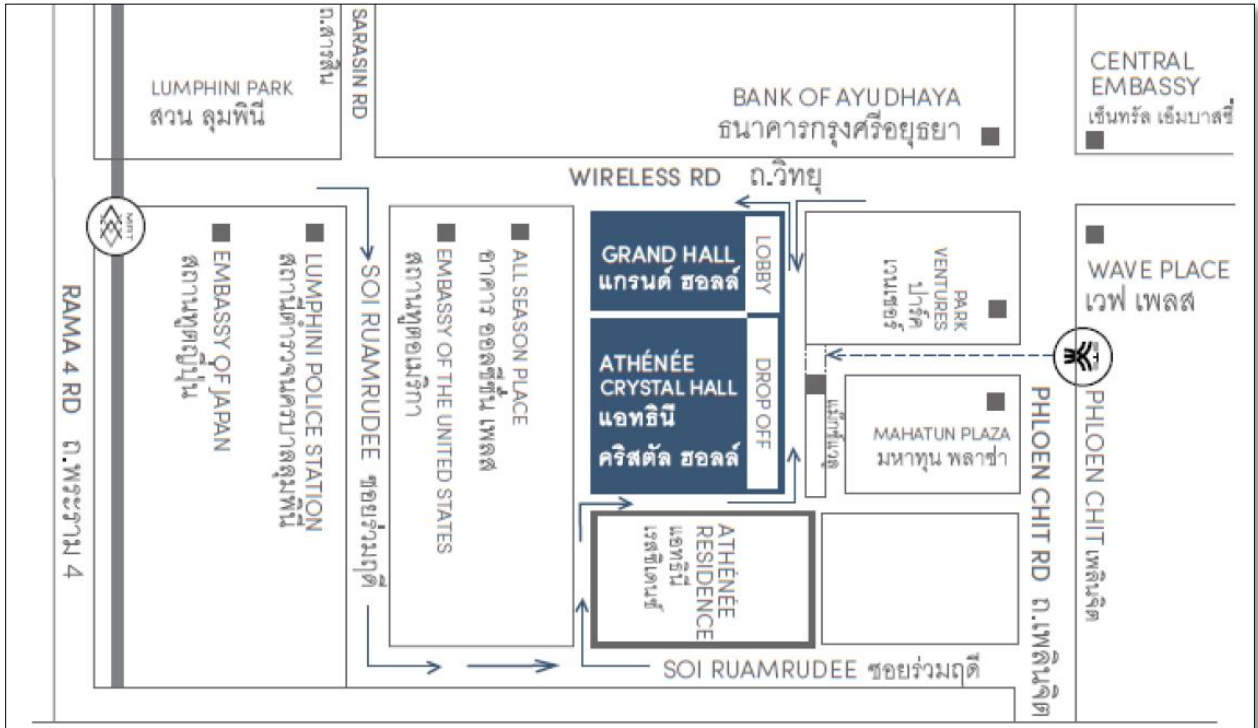 ถ.สารสิน
SARASIN RD
LUMPHINI PARK
สวน ลุมพินี
BANK OF AYUDHAYA
ธนาคารกรุงศรีอยุธยา
CENTRAL
EMBASSY
เซ็นทรัล เอ็มบาสซี่
WIRELESS RD ถ.วิทยุ
MRT
RAMA 4 RD ถ.พระราม 4
EMBASSY OF JAPAN
สถานทูตญี่ปุ่น
LUMPHINI POLICE STATION
สถานีตำรวจนครบาลลุมพินี
SOI RUAMRUDEE ซอยร่วมฤดี
EMBASSY OF THE UNITED STATES
สถานทูตอเมริกา
ALL SEASON PLACE
อาคาร ออลซีซั่น เพลส
GRAND HALL
แกรนด์ ฮอลล์
LOBBY
ATHÉNÉE
CRYSTAL HALL
แอทธินี
คริสตัล ฮอลล์
DROP OFF
PARK
VENTURES
ปาร์ค
เวนเชอร์
WAVE PLACE
เวฟ เพลส
แม๊กซ์แวลู
MAHATUN PLAZA
มหาทุน พลาซ่า
BTS
PHLOEN CHIT เพลินจิต
PHLOEN CHIT RD ถ.เพลินจิต
ATHÉNÉE
RESIDENCE
แอทธินี
เรสซิเดนซ์
SOI RUAMRUDEE ซอยร่วมฤดี